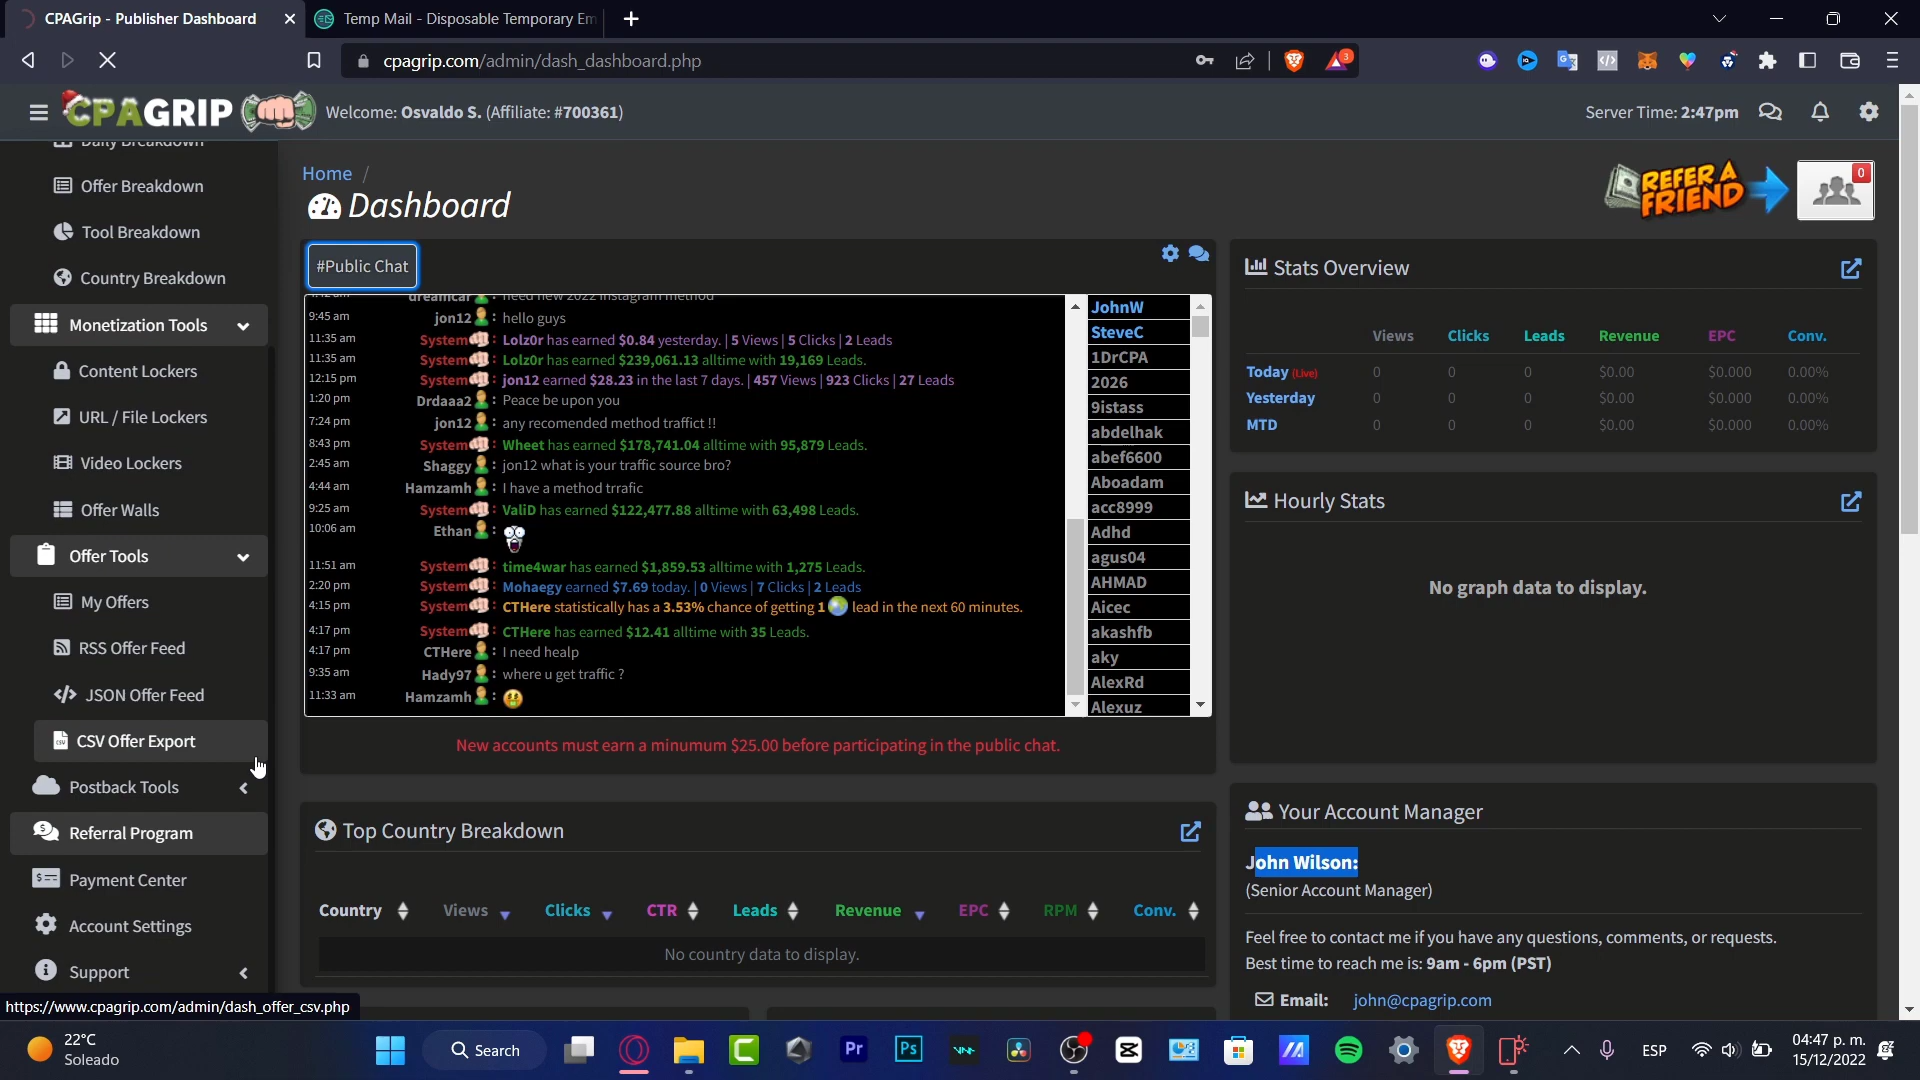 CPAGrip - Publisher Dashboard
Temp Mail - Disposable Temporary Em
cpagrip.com/admin/dash_dashboard.php
3
CPAGRIP
Welcome: Osvaldo S. (Affiliate: #700361)
Server Time: 2:47pm
Daily Breakdown
Offer Breakdown
Tool Breakdown
Country Breakdown
Monetization Tools
Content Lockers
URL / File Lockers
Video Lockers
Offer Walls
Offer Tools
My Offers
RSS Offer Feed
JSON Offer Feed
CSV Offer Export
Postback Tools
Referral Program
Payment Center
Account Settings
Support
https://www.cpagrip.com/admin/dash_offer_csv.php
Home /
Dashboard
REFER A FRIEND
0
#Public Chat
dreamcar : need new 2022 instagram method
9:45 am jon12 : hello guys
11:35 am System : Lolz0r has earned $0.84 yesterday. | 5 Views | 5 Clicks | 2 Leads
11:35 am System : Lolz0r has earned $239,061.13 alltime with 19,169 Leads.
12:15 pm System : jon12 earned $28.23 in the last 7 days. | 457 Views | 923 Clicks | 27 Leads
1:20 pm Drdaaa2 : Peace be upon you
7:24 pm jon12 : any recomended method traffict !!
8:43 pm System : Wheet has earned $178,741.04 alltime with 95,879 Leads.
2:45 am Shaggy : jon12 what is your traffic source bro?
4:44 am Hamzamh : I have a method trrafic
9:25 am System : ValiD has earned $122,477.88 alltime with 63,498 Leads.
10:06 am Ethan :
11:51 am System : time4war has earned $1,859.53 alltime with 1,275 Leads.
2:20 pm System : Mohaegy earned $7.69 today. | 0 Views | 7 Clicks | 2 Leads
4:15 pm System : CTHere statistically has a 3.53% chance of getting 1 lead in the next 60 minutes.
4:17 pm System : CTHere has earned $12.41 alltime with 35 Leads.
4:17 pm CTHere : I need healp
9:35 am Hady97 : where u get traffic ?
11:33 am Hamzamh :
JohnW
SteveC
1DrCPA
2026
9istass
abdelhak
abef6600
Aboadam
acc8999
Adhd
agus04
AHMAD
Aicec
akashfb
aky
AlexRd
Alexuz
New accounts must earn a minumum $25.00 before participating in the public chat.
Top Country Breakdown
Country Views Clicks CTR Leads Revenue EPC RPM Conv.
No country data to display.
Stats Overview
Views Clicks Leads Revenue EPC Conv.
Today (Live) 0 0 0 $0.00 $0.000 0.00%
Yesterday 0 0 0 $0.00 $0.000 0.00%
MTD 0 0 0 $0.00 $0.000 0.00%
Hourly Stats
No graph data to display.
Your Account Manager
John Wilson:
(Senior Account Manager)
Feel free to contact me if you have any questions, comments, or requests.
Best time to reach me is: 9am - 6pm (PST)
Email: john@cpagrip.com
22°C
Soleado
Search
Pr
Ps
ESP
04:47 p. m.
15/12/2022